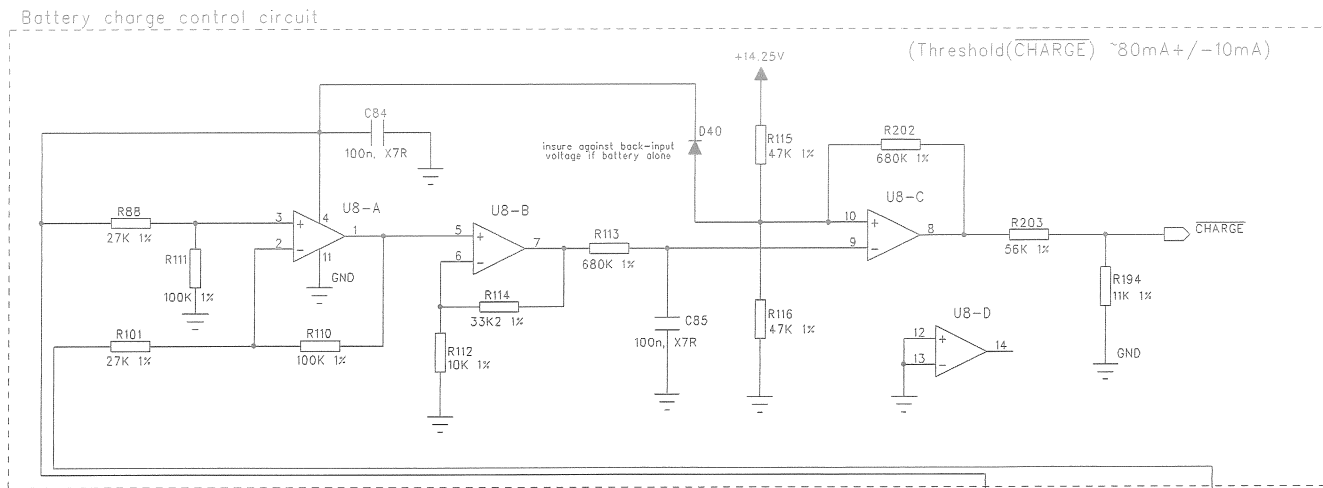 Battery charge control circuit
(Threshold(CHARGE) ~80mA+/-10mA)
+14.25V
C84
100n, X7R
insure against back-input
voltage if battery alone
D40
R115
47K 1%
R202
680K 1%
R88
27K 1%
3
4
U8-A
1
2
11
GND
R111
100K 1%
U8-B
5
6
7
R113
680K 1%
U8-C
10
9
8
R203
56K 1%
CHARGE
R194
11K 1%
GND
R101
27K 1%
R110
100K 1%
R114
33K2 1%
R112
10K 1%
C85
100n, X7R
R116
47K 1%
U8-D
12
13
14